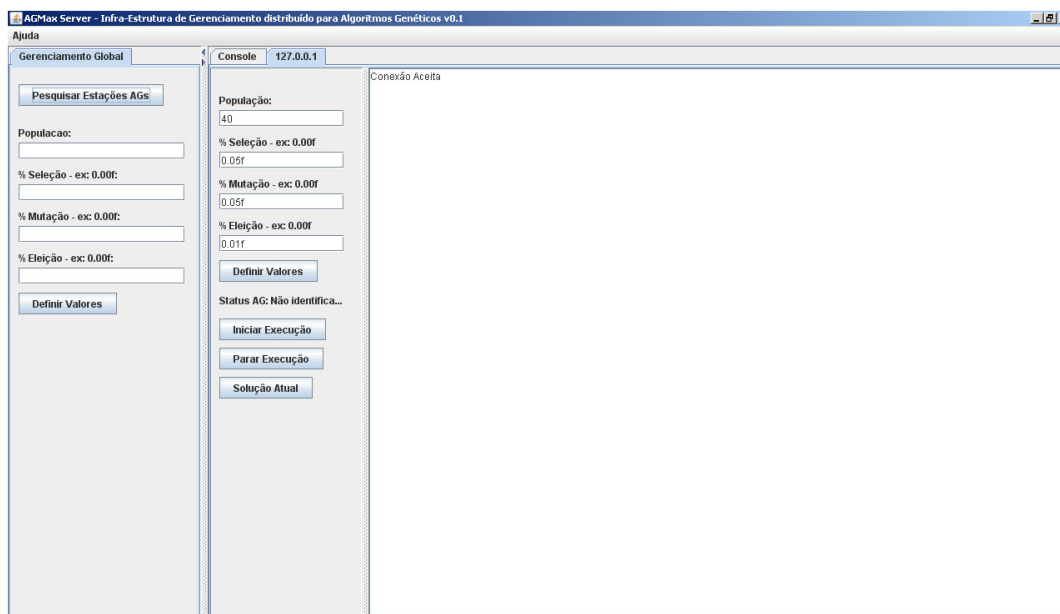 AGMax Server - Infra-Estrutura de Gerenciamento distribuído para Algoritmos Genéticos v0.1
Ajuda
Gerenciamento Global
Pesquisar Estações AGs
Populacao:
% Seleção - ex: 0.00f:
% Mutação - ex: 0.00f:
% Eleição - ex: 0.00f:
Definir Valores
Console
127.0.0.1
População:
40
% Seleção - ex: 0.00f
0.05f
% Mutação - ex: 0.00f
0.05f
% Eleição - ex: 0.00f
0.01f
Definir Valores
Status AG: Não identifica...
Iniciar Execução
Parar Execução
Solução Atual
Conexão Aceita